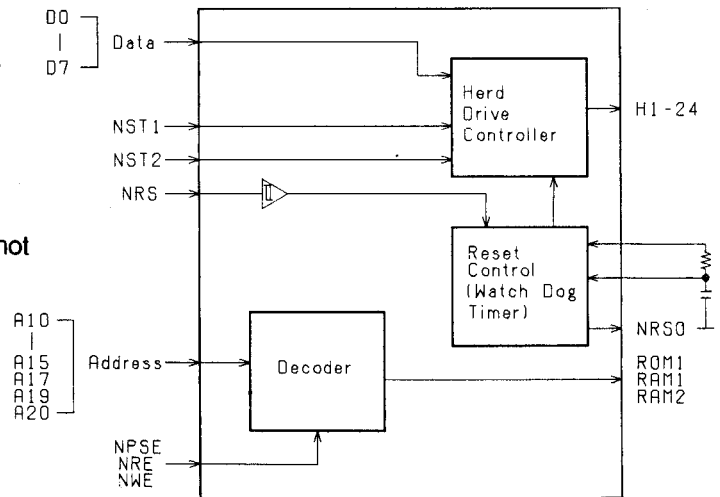 D0
|
D7
Data
NST1
NST2
NRS
Herd
Drive
Controller
H1-24
not
Reset
Control
(Watch Dog
Timer)
NRSO
A10
|
A15
A17
A19
A20
Address
Decoder
ROM1
RAM1
RAM2
NPSE
NRE
NWE